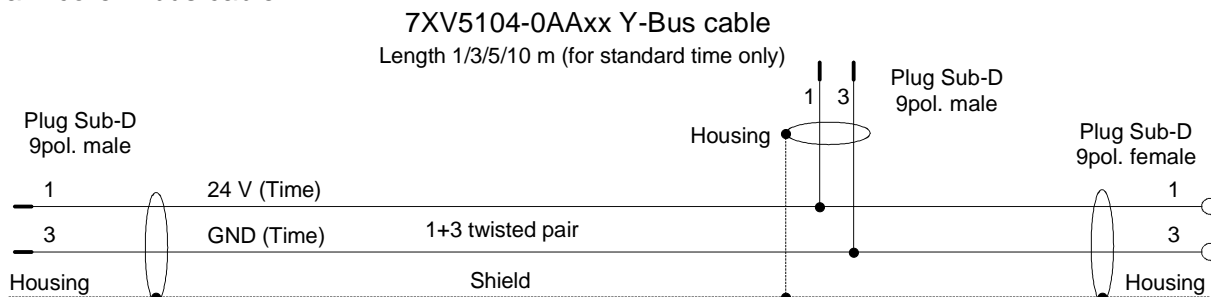 7XV5104-0AAxx Y-Bus cable
Length 1/3/5/10 m (for standard time only)
Plug Sub-D
9pol. male
1 3
Housing
Plug Sub-D
9pol. male
Plug Sub-D
9pol. female
1 24 V (Time) 1
3 GND (Time) 1+3 twisted pair 3
Housing Shield Housing